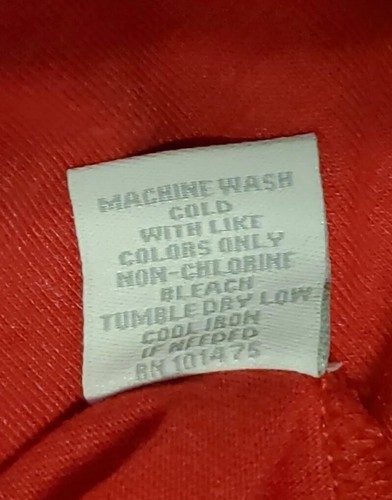 MACHINE WASH
COLD
WITH LIKE
COLORS ONLY
NON-CHLORINE
BLEACH
TUMBLE DRY LOW
COOL IRON
IF NEEDED
RN 101475